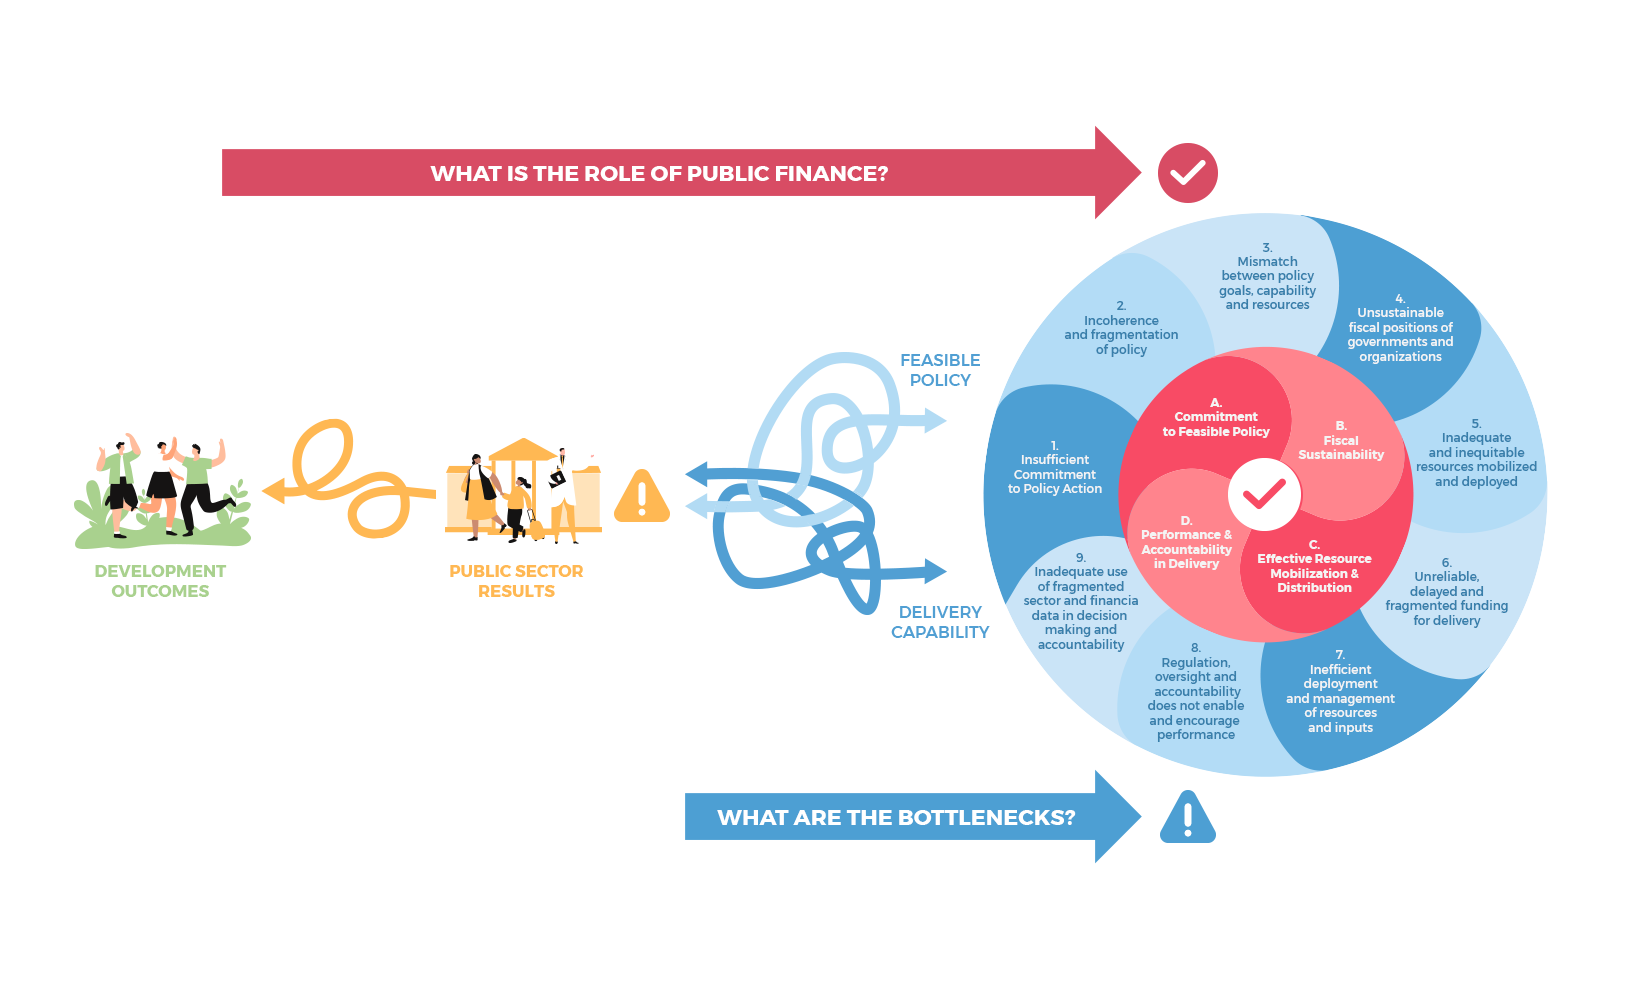 WHAT IS THE ROLE OF PUBLIC FINANCE?
DEVELOPMENT
OUTCOMES
PUBLIC SECTOR
RESULTS
FEASIBLE
POLICY
DELIVERY
CAPABILITY
1.
Insufficient
Commitment
to Policy Action
2.
Incoherence
and fragmentation
of policy
3.
Mismatch
between policy
goals, capability
and resources
4.
Unsustainable
fiscal positions of
governments and
organizations
5.
Inadequate
and inequitable
resources mobilized
and deployed
6.
Unreliable,
delayed and
fragmented funding
for delivery
7.
Inefficient
deployment
and management
of resources
and inputs
8.
Regulation,
oversight and
accountability
does not enable
and encourage
performance
9.
Inadequate use
of fragmented
sector and financia
data in decision
making and
accountability
A.
Commitment
to Feasible Policy
B.
Fiscal
Sustainability
C.
Effective Resource
Mobilization &
Distribution
D.
Performance &
Accountability
in Delivery
WHAT ARE THE BOTTLENECKS?